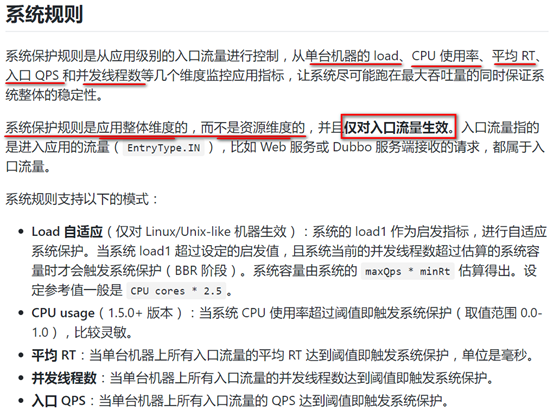 系统规则
系统保护规则是从应用级别的入口流量进行控制，从单台机器的 load、CPU 使用率、平均 RT、
入口 QPS 和并发线程数等几个维度监控应用指标，让系统尽可能跑在最大吞吐量的同时保证系
统整体的稳定性。
系统保护规则是应用整体维度的，而不是资源维度的，并且仅对入口流量生效。入口流量指的
是进入应用的流量（ EntryType.IN ），比如 Web 服务或 Dubbo 服务端接收的请求，都属于入
口流量。
系统规则支持以下的模式：
• Load 自适应（仅对 Linux/Unix-like 机器生效）：系统的 load1 作为启发指标，进行自适应
系统保护。当系统 load1 超过设定的启发值，且系统当前的并发线程数超过估算的系统容
量时才会触发系统保护（BBR 阶段）。系统容量由系统的 maxQps * minRt 估算得出。设
定参考值一般是 CPU cores * 2.5 。
• CPU usage（1.5.0+ 版本）：当系统 CPU 使用率超过阈值即触发系统保护（取值范围 0.0-
1.0），比较灵敏。
• 平均 RT：当单台机器上所有入口流量的平均 RT 达到阈值即触发系统保护，单位是毫秒。
• 并发线程数：当单台机器上所有入口流量的并发线程数达到阈值即触发系统保护。
• 入口 QPS：当单台机器上所有入口流量的 QPS 达到阈值即触发系统保护。